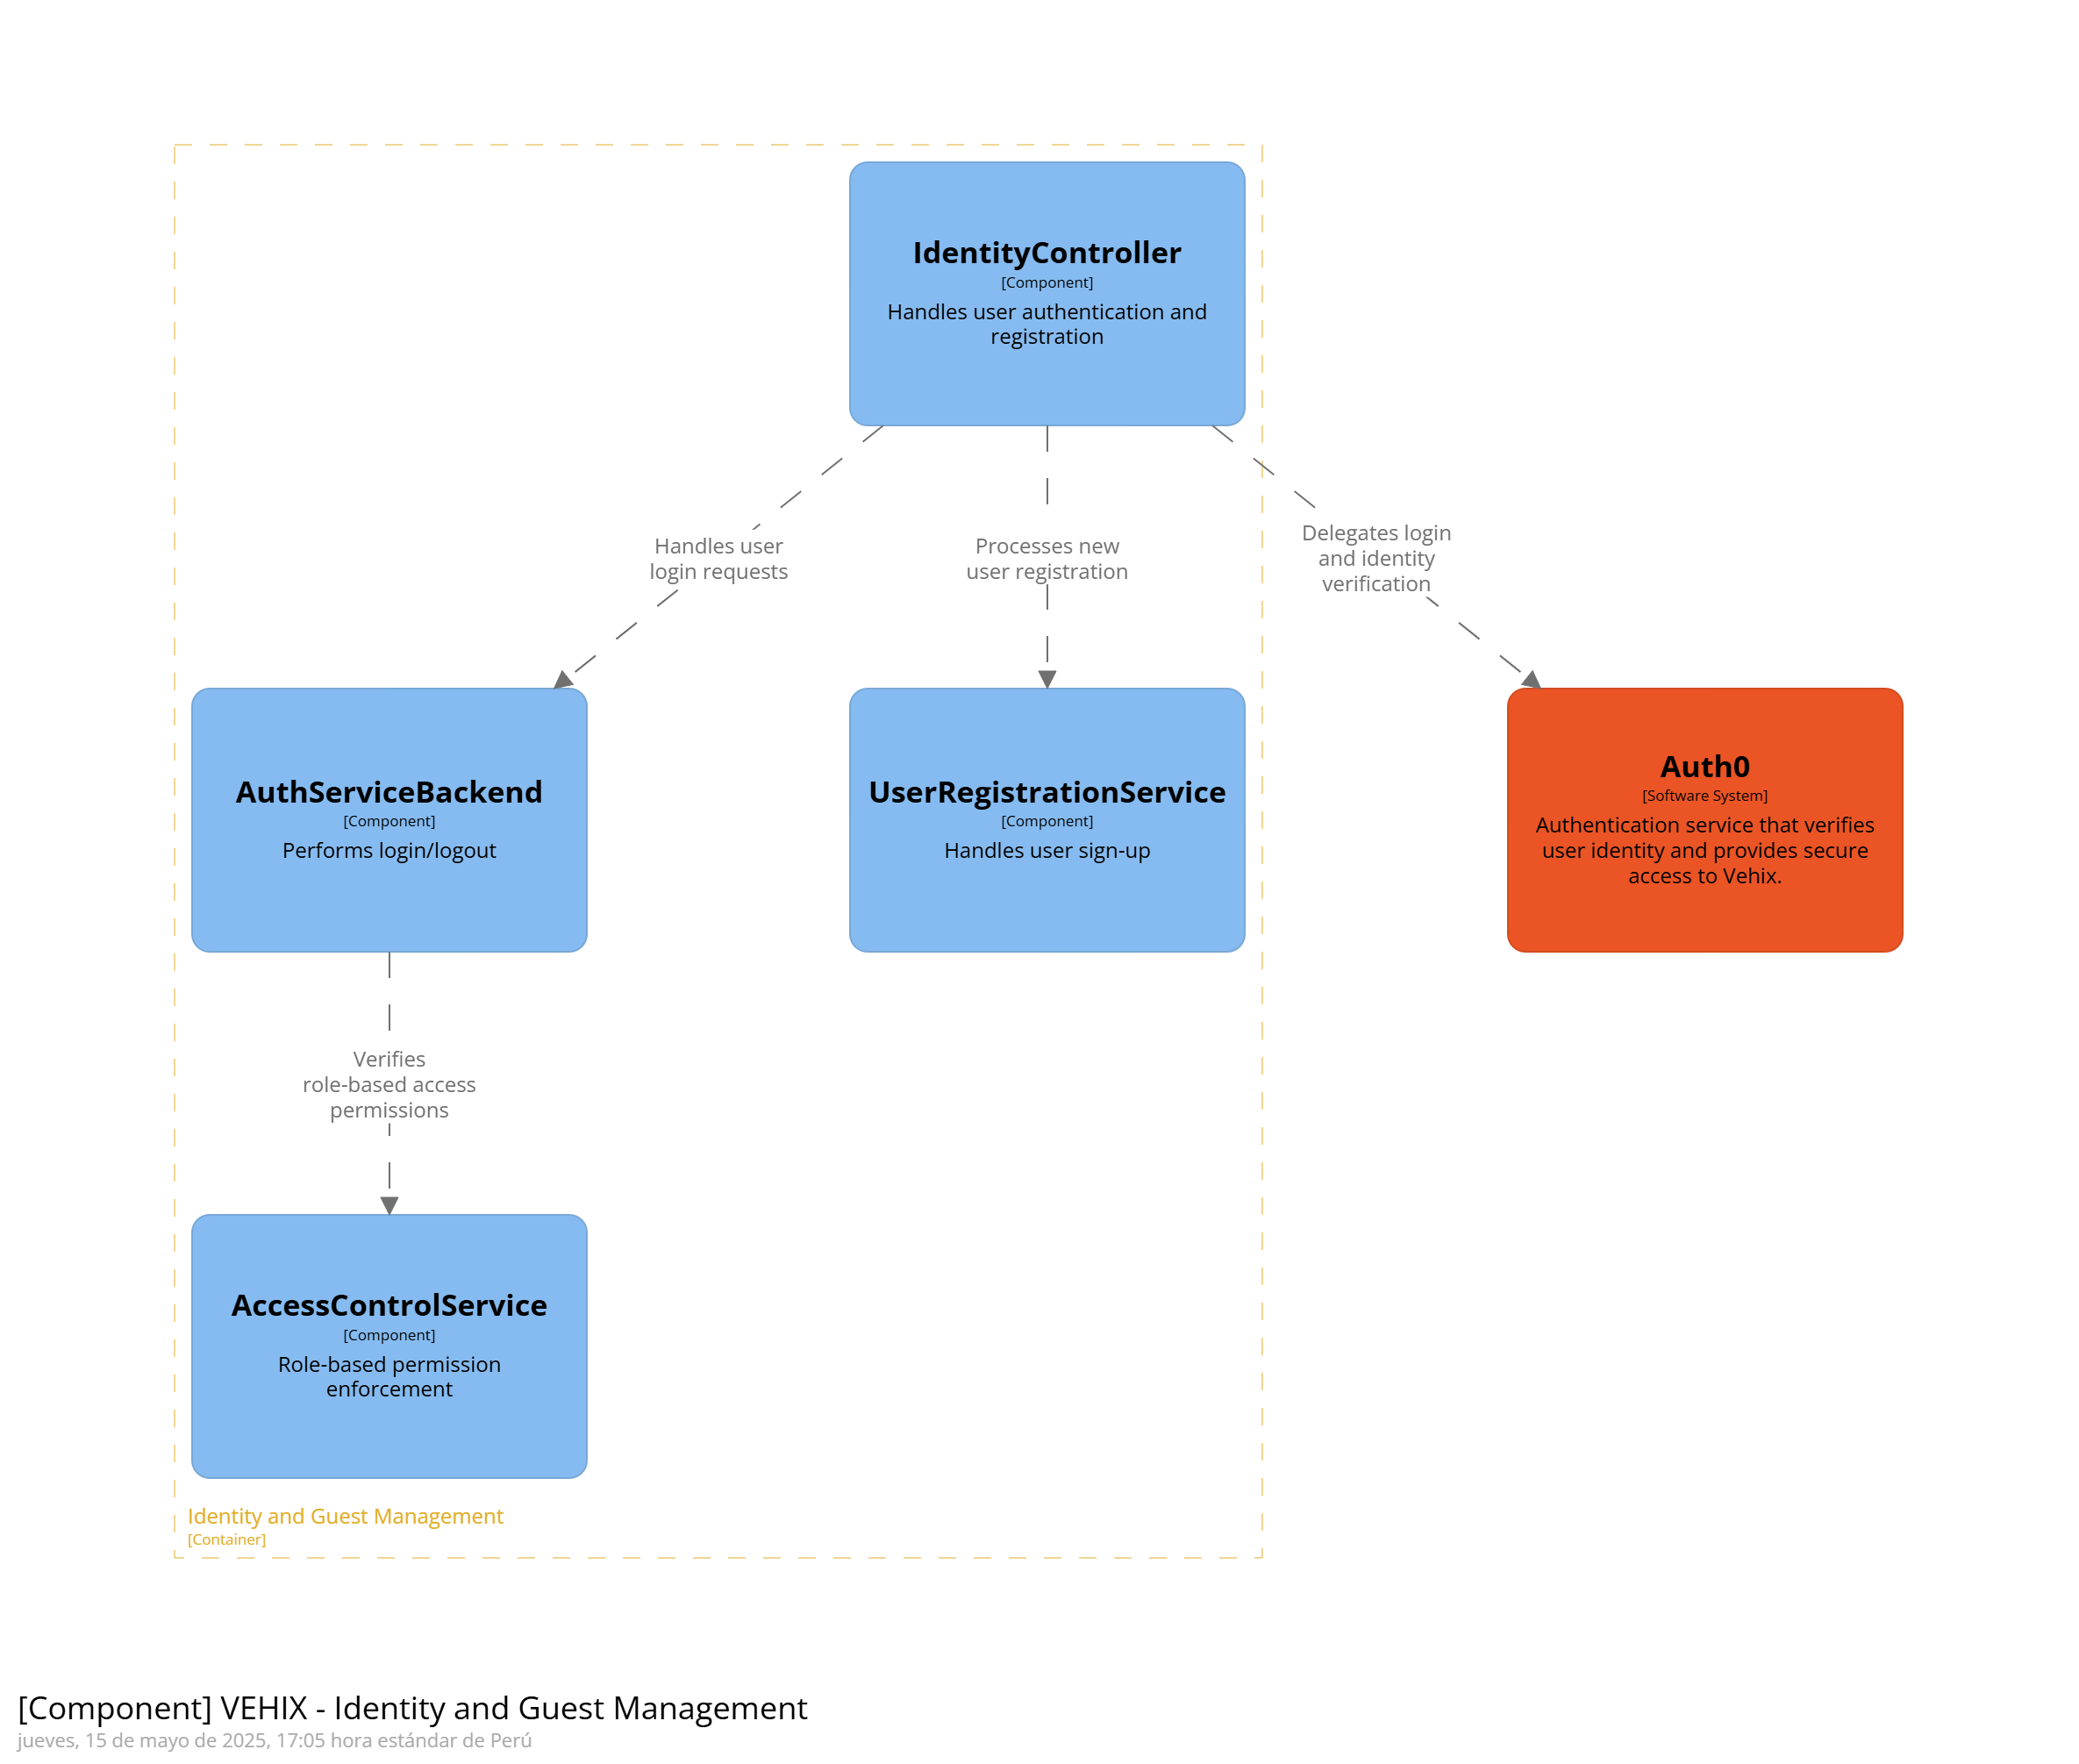 IdentityController
[Component]
Handles user authentication and
registration
Handles user
login requests
Processes new
user registration
Delegates login
and identity
verification
AuthServiceBackend
[Component]
Performs login/logout
UserRegistrationService
[Component]
Handles user sign-up
Auth0
[Software System]
Authentication service that verifies
user identity and provides secure
access to Vehix.
Verifies
role-based access
permissions
AccessControlService
[Component]
Role-based permission
enforcement
Identity and Guest Management
[Container]
[Component] VEHIX - Identity and Guest Management
jueves, 15 de mayo de 2025, 17:05 hora estándar de Perú